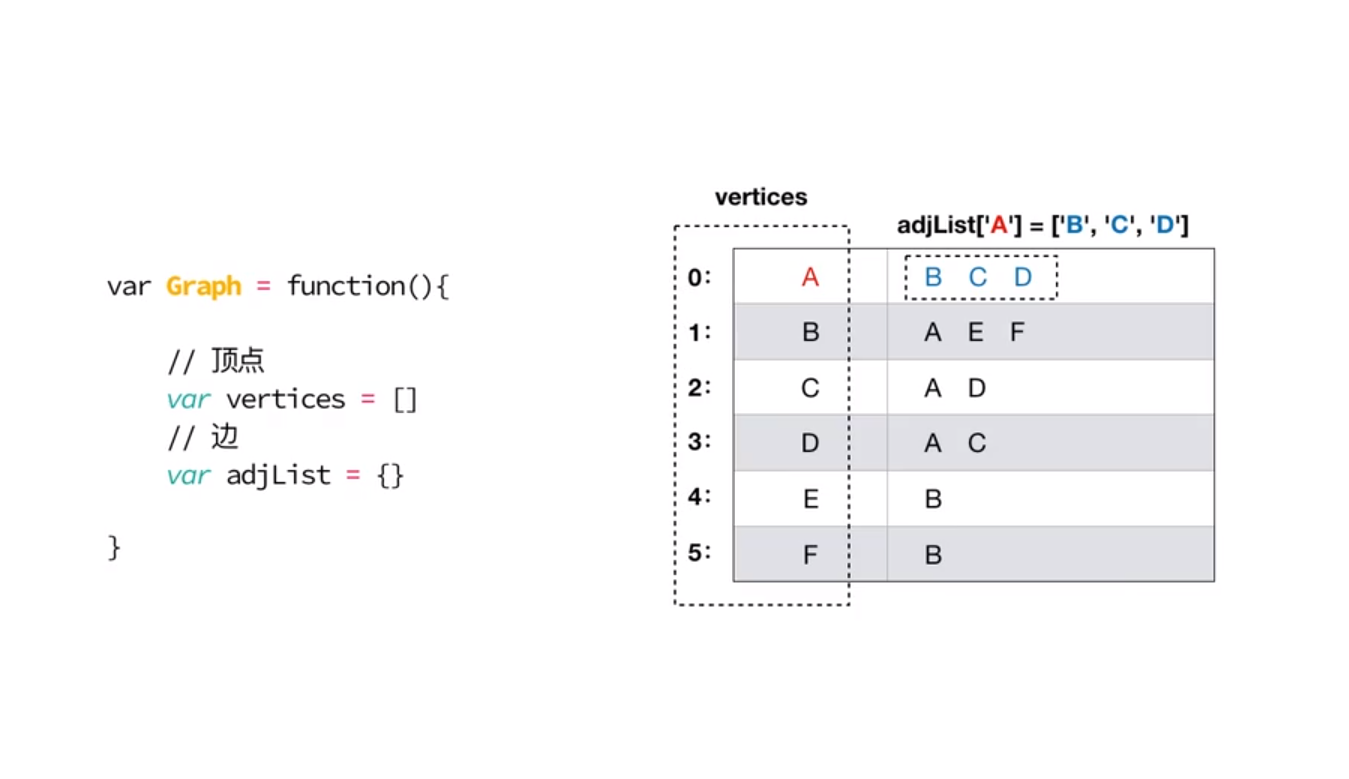 var Graph = function(){
// 顶点
var vertices = []
// 边
var adjList = {}
}
vertices
adjList['A'] = ['B', 'C', 'D']
0: A B C D
1: B A E F
2: C A D
3: D A C
4: E B
5: F B